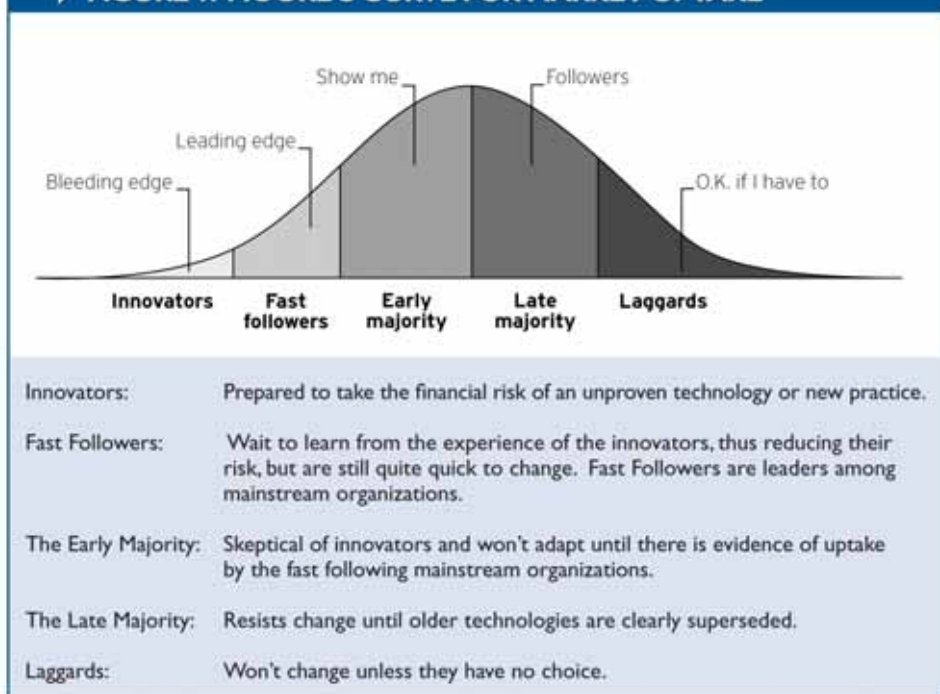 FIGURE MARKET UPTAKE
Show me
Followers
Leading edge
Bleeding edge
O.K. if I have to
Innovators
Fast
followers
Early
majority
Late
majority
Laggards
Innovators: Prepared to take the financial risk of an unproven technology or new practice.
Fast Followers: Wait to learn from the experience of the innovators, thus reducing their
risk, but are still quite quick to change. Fast Followers are leaders among
mainstream organizations.
The Early Majority: Skeptical of innovators and won't adapt until there is evidence of uptake
by the fast following mainstream organizations.
The Late Majority: Resists change until older technologies are clearly superseded.
Laggards: Won't change unless they have no choice.